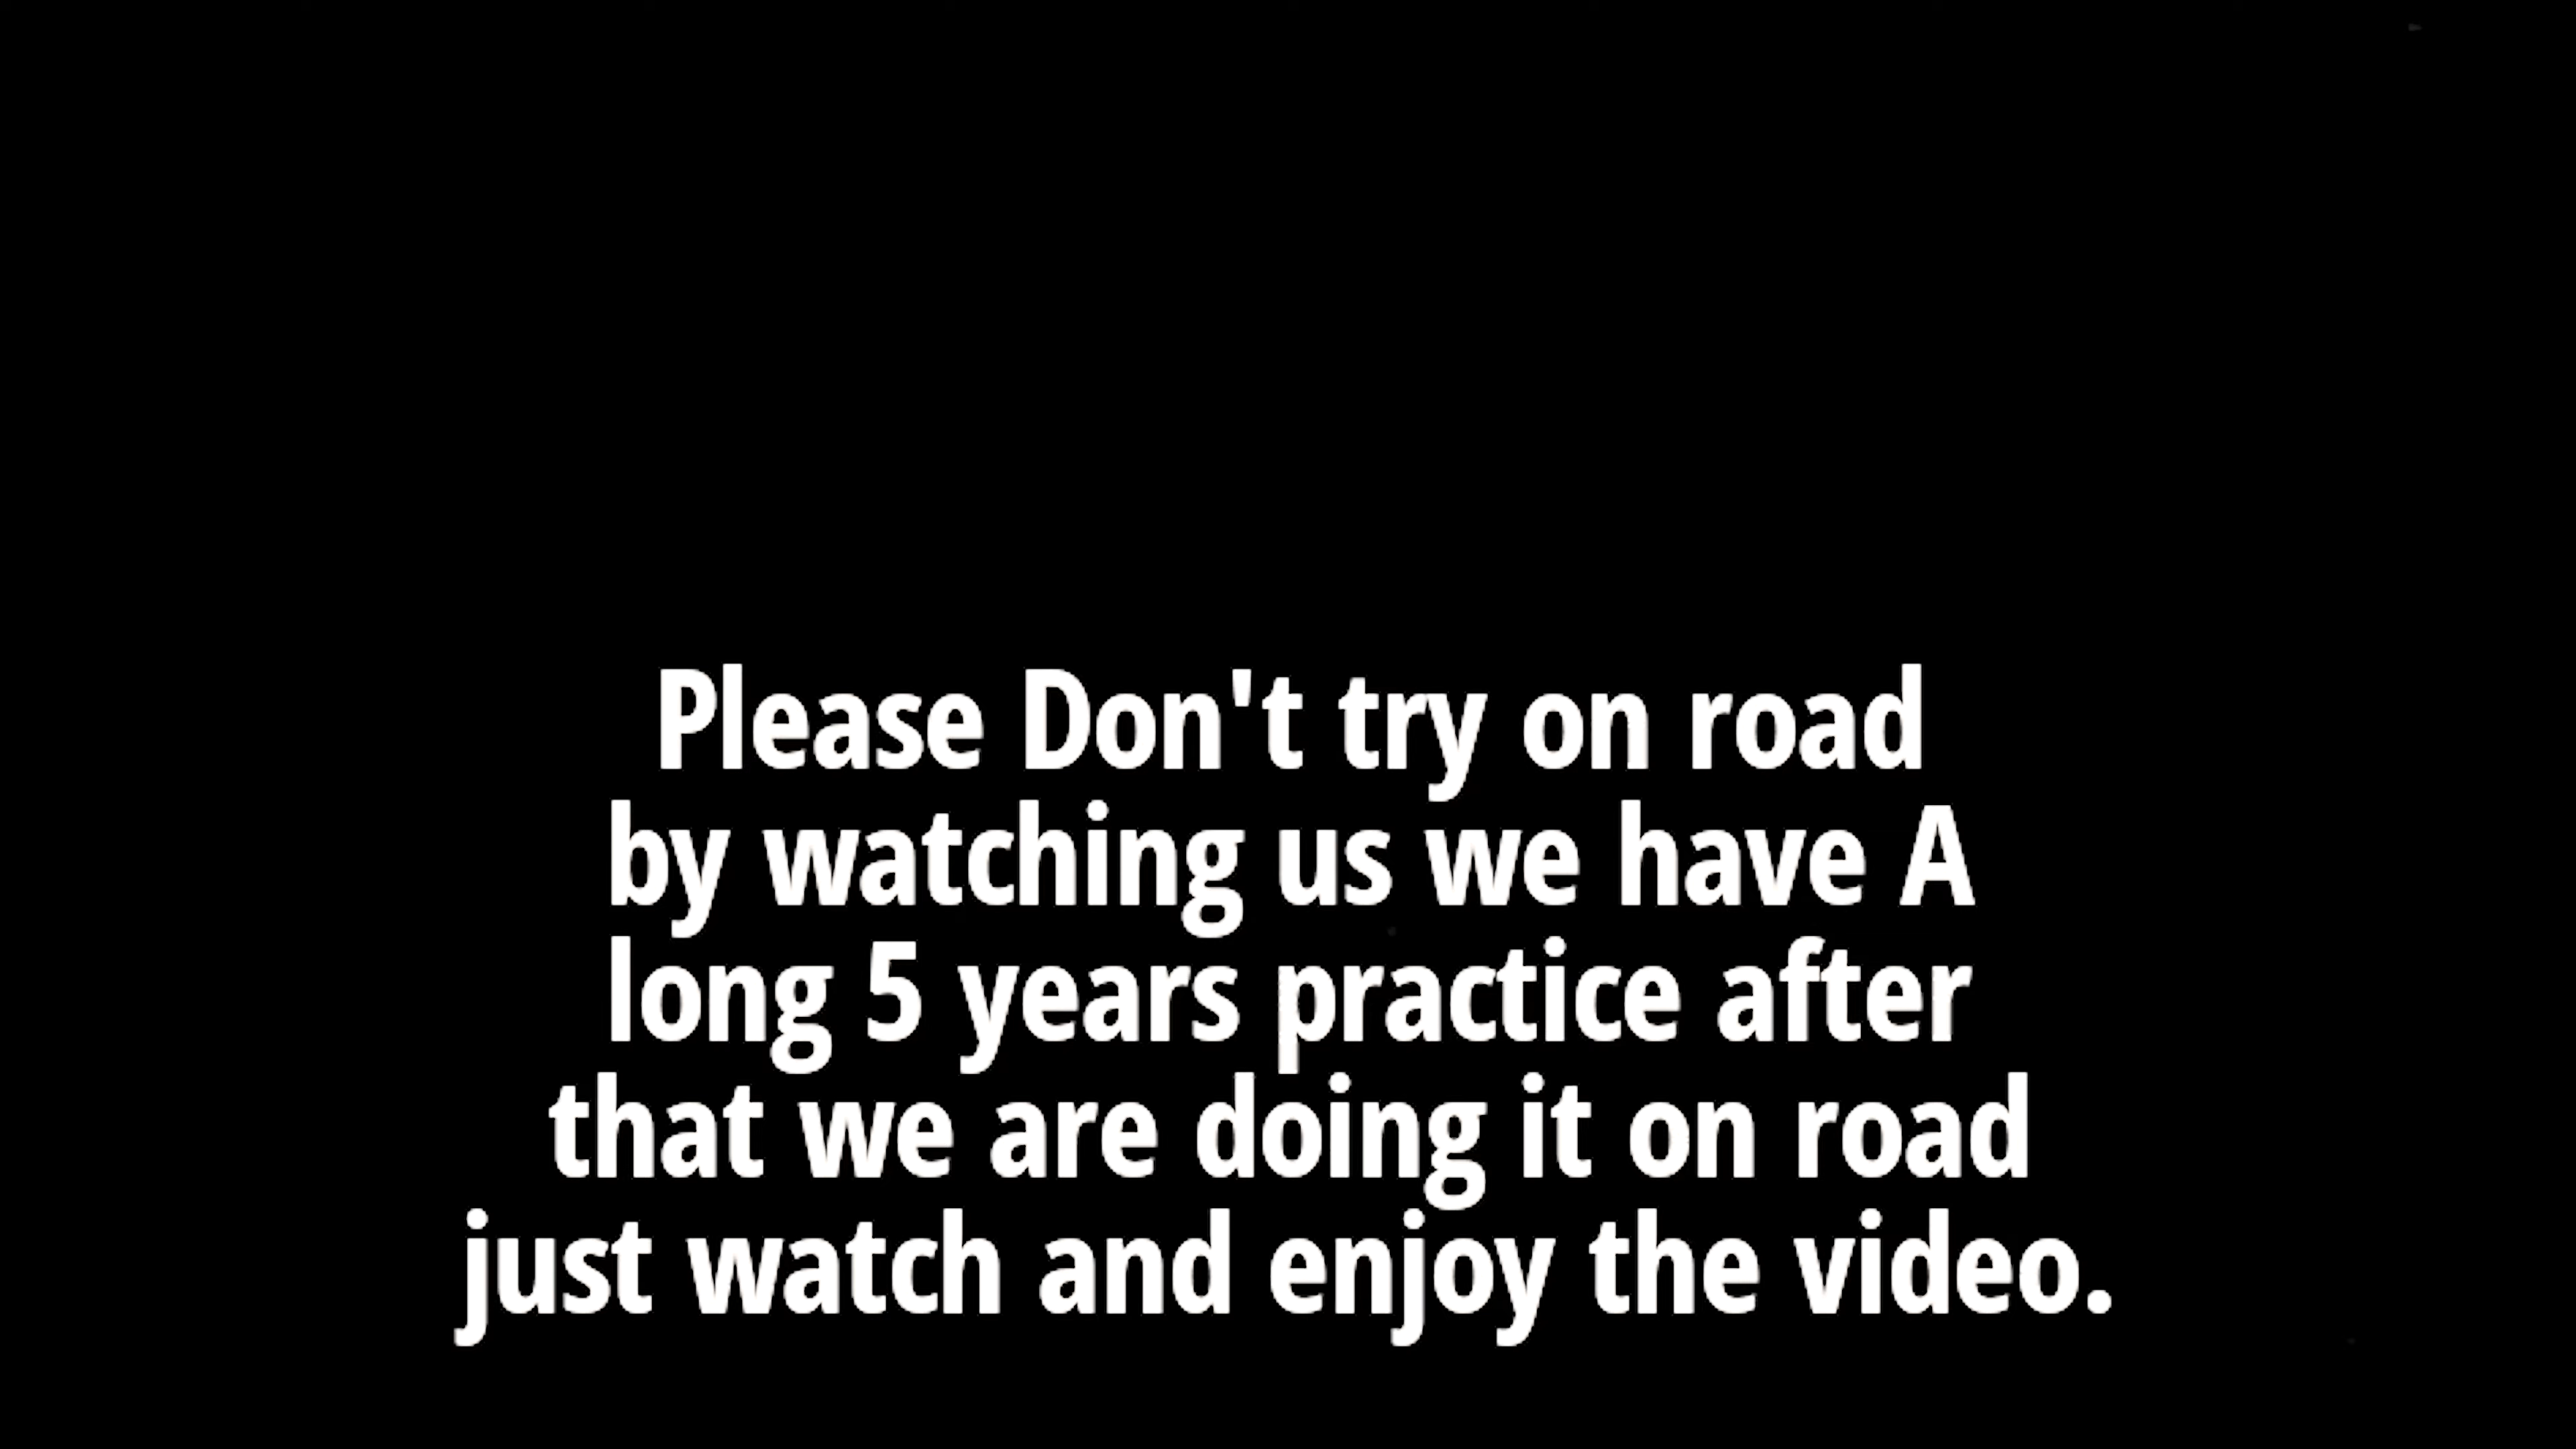 Please Don't try on road
by watching us we have A
long 5 years practice after
that we are doing it on road
just watch and enjoy the video.